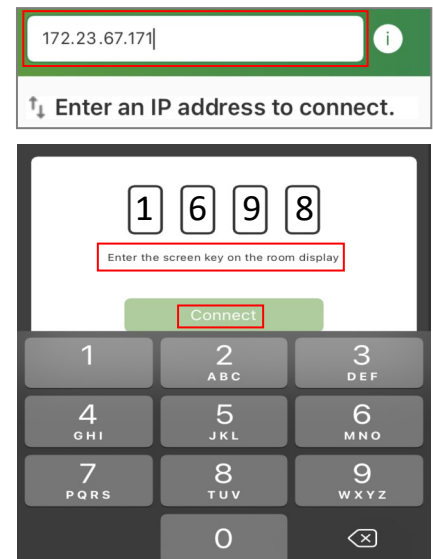 172.23.67.171
i
Enter an IP address to connect.
1 6 9 8
Enter the screen key on the room display
Connect
1 2 3
ABC DEF
4 5 6
GHI JKL MNO
7 8 9
PQRS TUV WXYZ
0